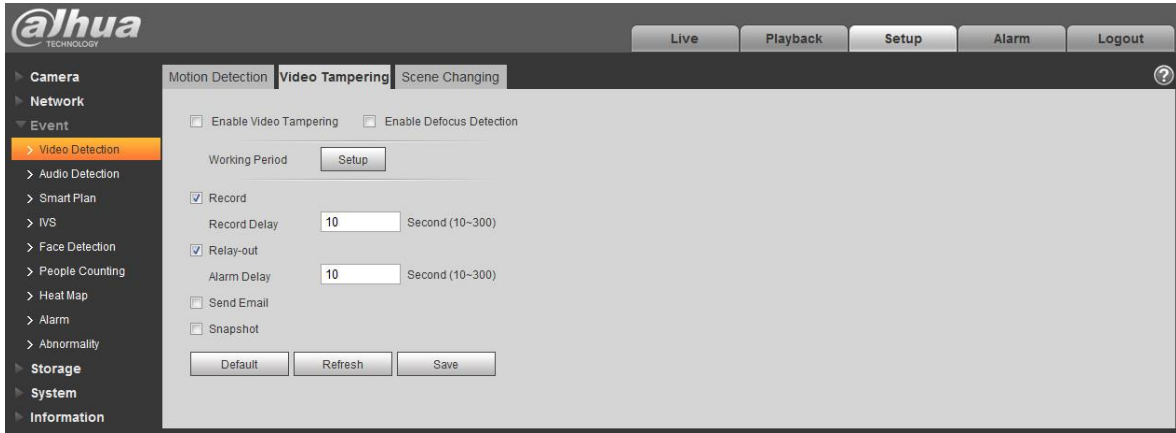 alhua
TECHNOLOGY
Live Playback Setup Alarm Logout
Camera
Network
Event
Video Detection
Audio Detection
Smart Plan
IVS
Face Detection
People Counting
Heat Map
Alarm
Abnormality
Storage
System
Information
Motion Detection Video Tampering Scene Changing
?
Enable Video Tampering Enable Defocus Detection
Working Period Setup
Record
Record Delay 10 Second (10~300)
Relay-out
Alarm Delay 10 Second (10~300)
Send Email
Snapshot
Default Refresh Save